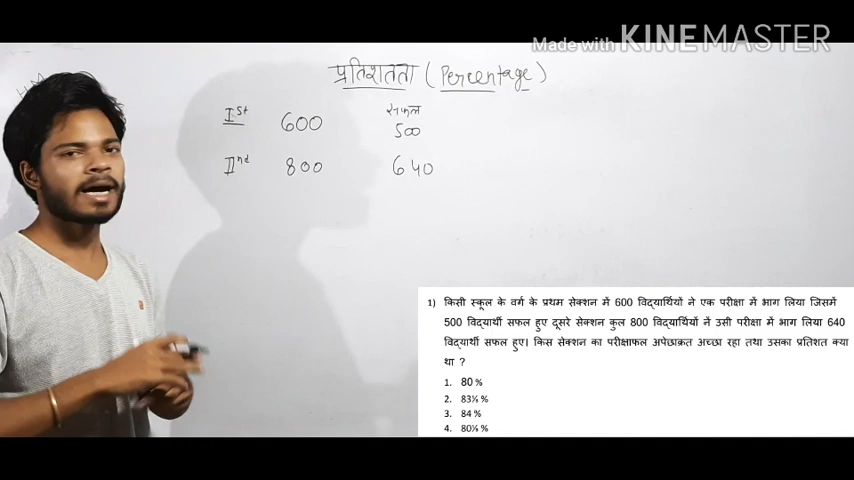 Made with KINEMASTER
प्रतिशतता ( Percentage )
Ist 600 सफल 500
IInd 800 640
1) किसी स्कूल के वर्ग के प्रथम सेक्शन में 600 विद्यार्थियों ने एक परीक्षा में भाग लिया जिसमें
500 विद्यार्थी सफल हुए दूसरे सेक्शन कुल 800 विद्यार्थियों नें उसी परीक्षा में भाग लिया 640
विद्यार्थी सफल हुए। किस सेक्शन का परीक्षाफल अपेछाक्रत अच्छा रहा तथा उसका प्रतिशत क्या
था ?
1. 80 %
2. 83⅓ %
3. 84 %
4. 80⅓ %